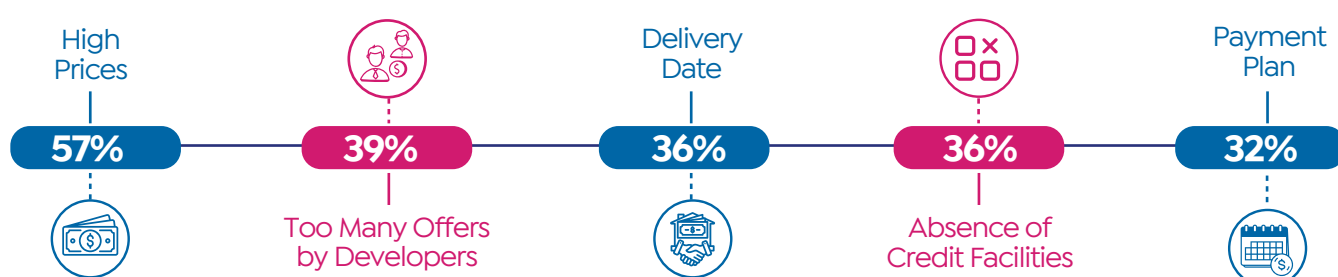 High
Prices
57%
39%
Too Many Offers
by Developers
Delivery
Date
36%
36%
Absence of
Credit Facilities
Payment
Plan
32%